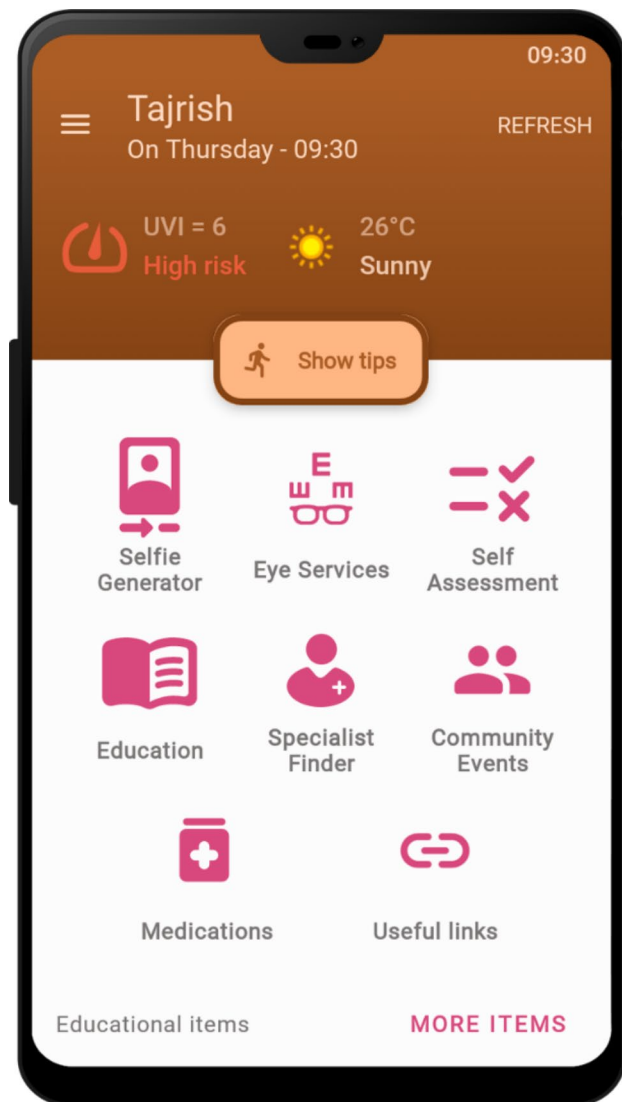 09:30
Tajrish
REFRESH
On Thursday - 09:30
UVI = 6
26°C
High risk
Sunny
Show tips
E
E E
Selfie
Generator
Eye Services
Self
Assessment
Education
Specialist
Finder
Community
Events
Medications
Useful links
Educational items
MORE ITEMS